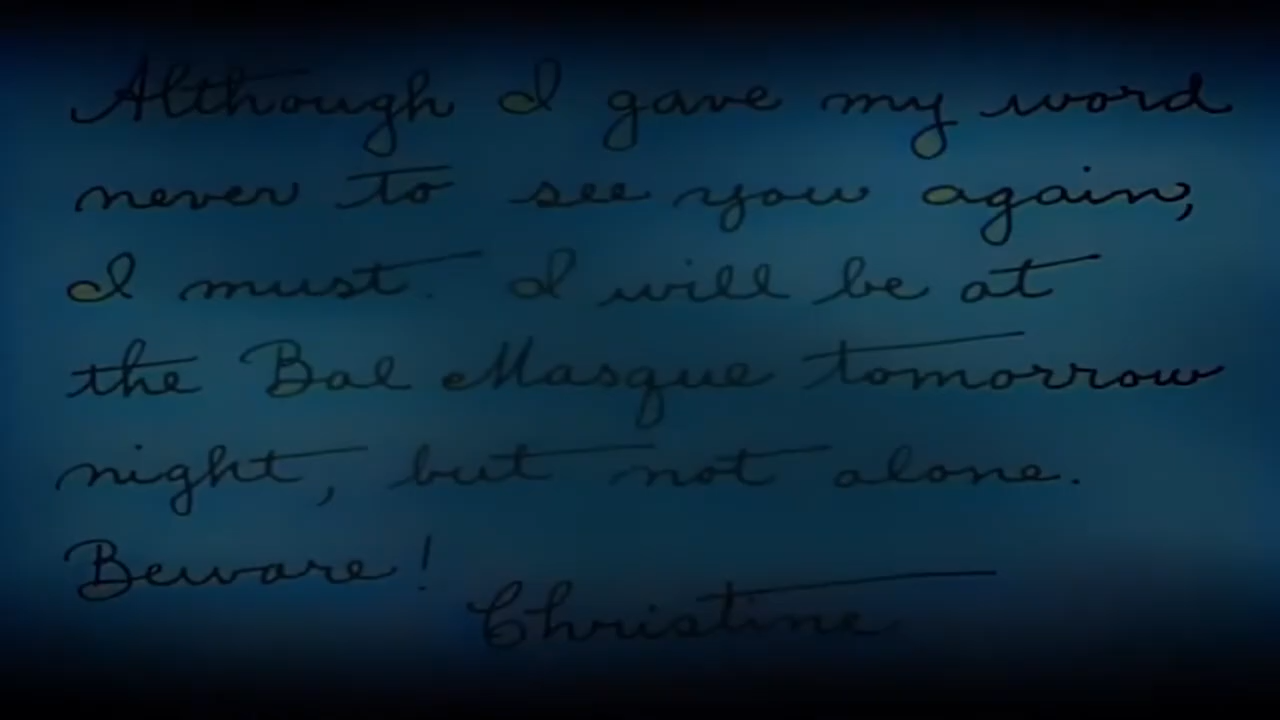 Although I gave my word
never to see you again,
I must. I will be at
the Bal Masque tomorrow
night, but not alone.
Beware!
Christine